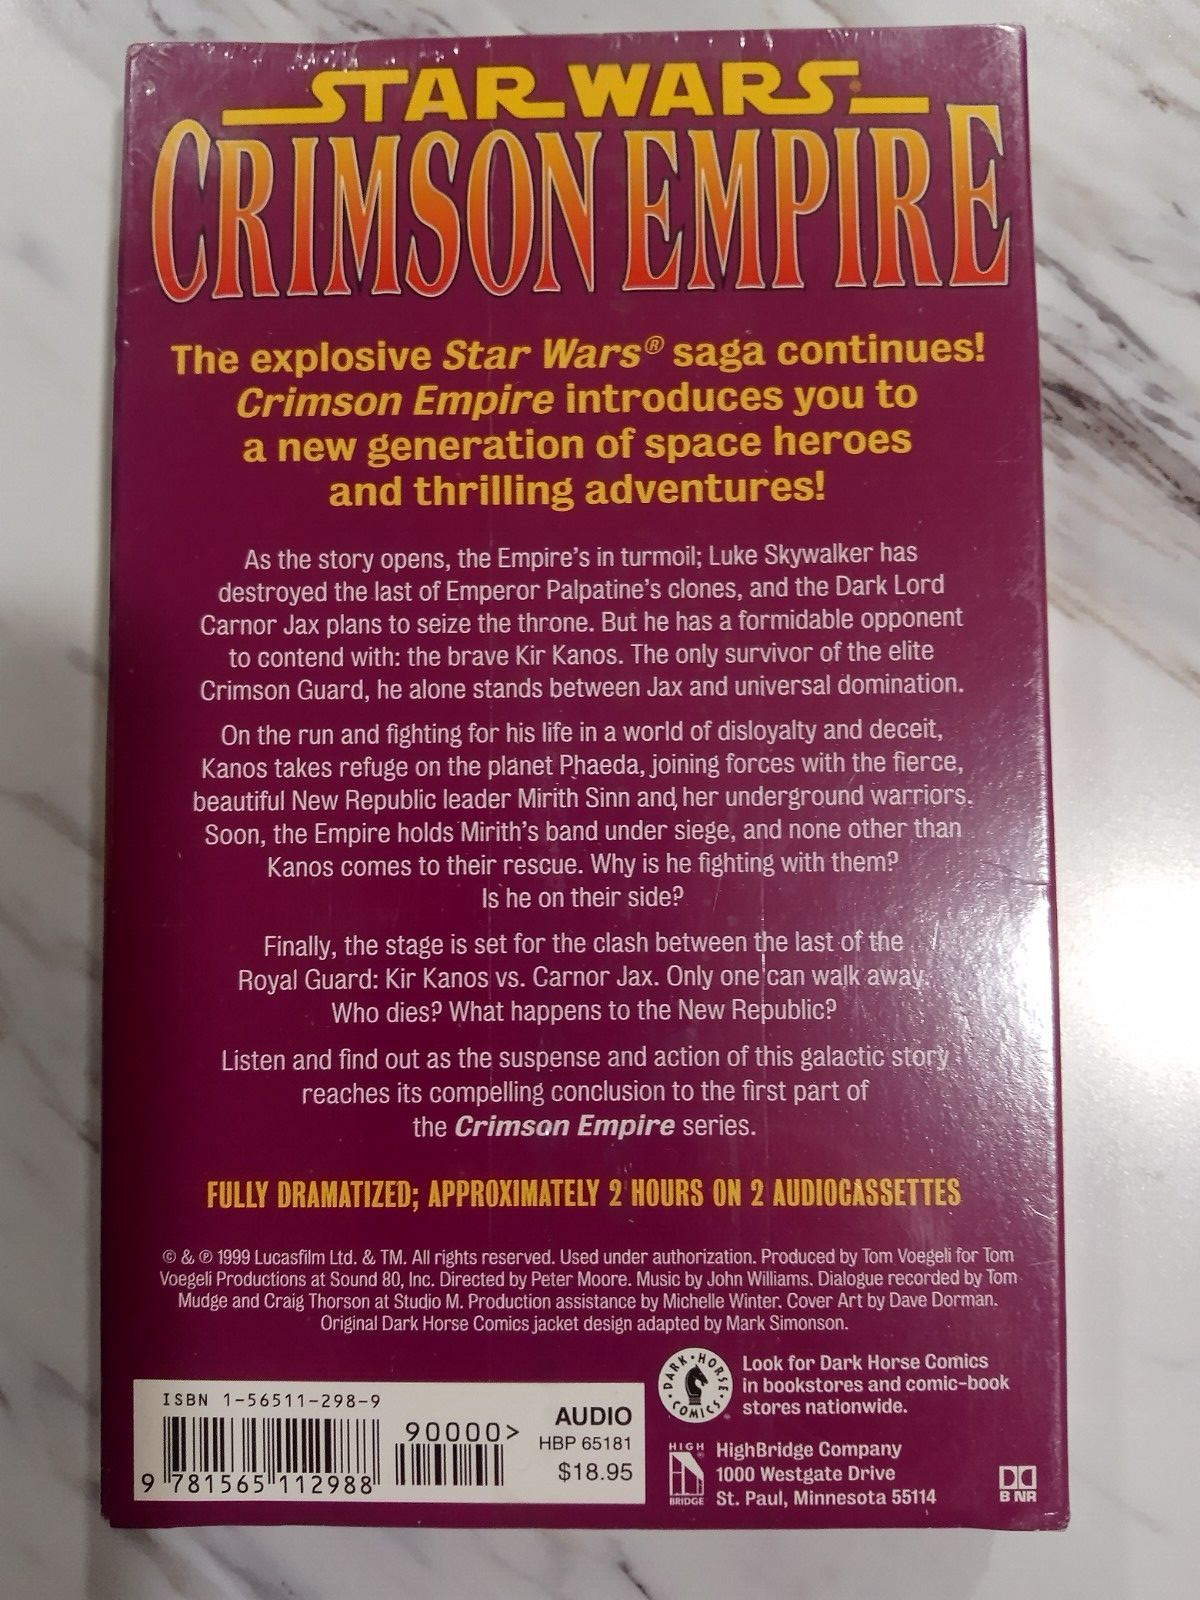 STAR WARS®
CRIMSON EMPIRE
The explosive Star Wars® saga continues!
Crimson Empire introduces you to
a new generation of space heroes
and thrilling adventures!
As the story opens, the Empire's in turmoil; Luke Skywalker has
destroyed the last of Emperor Palpatine's clones, and the Dark Lord
Carnor Jax plans to seize the throne. But he has a formidable opponent
to contend with: the brave Kir Kanos. The only survivor of the elite
Crimson Guard, he alone stands between Jax and universal domination.
On the run and fighting for his life in a world of disloyalty and deceit,
Kanos takes refuge on the planet Phaeda, joining forces with the fierce,
beautiful New Republic leader Mirith Sinn and her underground warriors.
Soon, the Empire holds Mirith's band under siege, and none other than
Kanos comes to their rescue. Why is he fighting with them?
Is he on their side?
Finally, the stage is set for the clash between the last of the
Royal Guard: Kir Kanos vs. Carnor Jax. Only one can walk away.
Who dies? What happens to the New Republic?
Listen and find out as the suspense and action of this galactic story
reaches its compelling conclusion to the first part of
the Crimson Empire series.
FULLY DRAMATIZED; APPROXIMATELY 2 HOURS ON 2 AUDIOCASSETTES
© & ℗ 1999 Lucasfilm Ltd. & TM. All rights reserved. Used under authorization. Produced by Tom Voegeli for Tom
Voegeli Productions at Sound 80, Inc. Directed by Peter Moore. Music by John Williams. Dialogue recorded by Tom
Mudge and Craig Thorson at Studio M. Production assistance by Michelle Winter. Cover Art by Dave Dorman.
Original Dark Horse Comics jacket design adapted by Mark Simonson.
ISBN 1-56511-298-9
90000>
9 781565 112988
AUDIO
HBP 65181
$18.95
DARK HORSE COMICS
Look for Dark Horse Comics
in bookstores and comic-book
stores nationwide.
HIGH BRIDGE
HighBridge Company
1000 Westgate Drive
St. Paul, Minnesota 55114
B NR